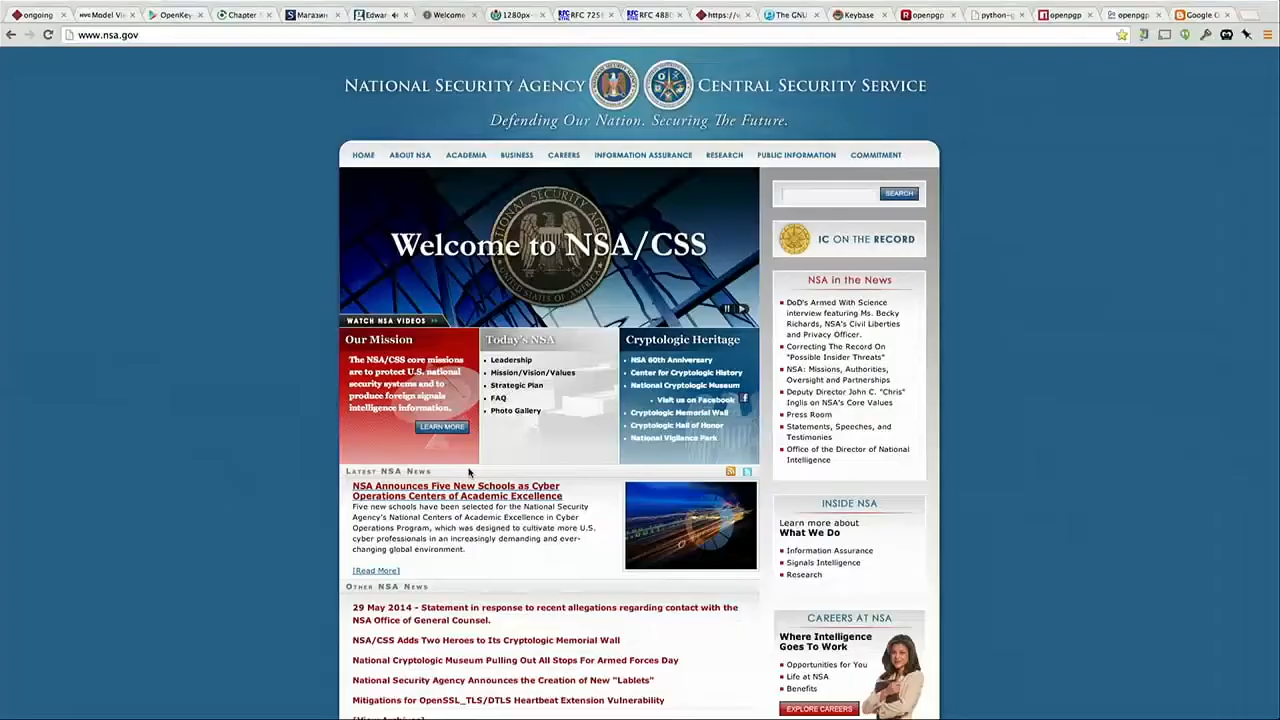 ongoing
Model Vi
OpenKey
Chapter
Магазин
Edwar
Welcome
1280px-
RFC 725
RFC 488
https://
The GNU
Keybase
openpgp
python-
openpgp
openpgp
Google
www.nsa.gov
NATIONAL SECURITY AGENCY
CENTRAL SECURITY SERVICE
Defending Our Nation. Securing The Future.
HOME
ABOUT NSA
ACADEMIA
BUSINESS
CAREERS
INFORMATION ASSURANCE
RESEARCH
PUBLIC INFORMATION
COMMITMENT
Welcome to NSA/CSS
WATCH NSA VIDEOS
Our Mission
The NSA/CSS core missions
are to protect U.S. national
security systems and to
produce foreign signals
intelligence information.
LEARN MORE
Today's NSA
Leadership
Mission/Vision/Values
Strategic Plan
FAQ
Photo Gallery
Cryptologic Heritage
NSA 60th Anniversary
Center for Cryptologic History
National Cryptologic Museum
Visit us on Facebook
Cryptologic Memorial Wall
Cryptologic Hall of Honor
National Vigilance Park
LATEST NSA NEWS
NSA Announces Five New Schools as Cyber
Operations Centers of Academic Excellence
Five new schools have been selected for the National Security
Agency's National Centers of Academic Excellence in Cyber
Operations Program, which was designed to cultivate more U.S.
cyber professionals in an increasingly demanding and ever-
changing global environment.
[Read More]
OTHER NSA NEWS
29 May 2014 - Statement in response to recent allegations regarding contact with the
NSA Office of General Counsel.
NSA/CSS Adds Two Heroes to Its Cryptologic Memorial Wall
National Cryptologic Museum Pulling Out All Stops For Armed Forces Day
National Security Agency Announces the Creation of New "Lablets"
Mitigations for OpenSSL_TLS/DTLS Heartbeat Extension Vulnerability
SEARCH
IC ON THE RECORD
NSA in the News
DoD's Armed With Science
interview featuring Ms. Becky
Richards, NSA's Civil Liberties
and Privacy Officer.
Correcting The Record On
"Possible Insider Threats"
NSA: Missions, Authorities,
Oversight and Partnerships
Deputy Director John C. "Chris"
Inglis on NSA's Core Values
Press Room
Statements, Speeches, and
Testimonies
Office of the Director of National
Intelligence
INSIDE NSA
Learn more about
What We Do
Information Assurance
Signals Intelligence
Research
CAREERS AT NSA
Where Intelligence
Goes To Work
Opportunities for You
Life at NSA
Benefits
EXPLORE CAREERS